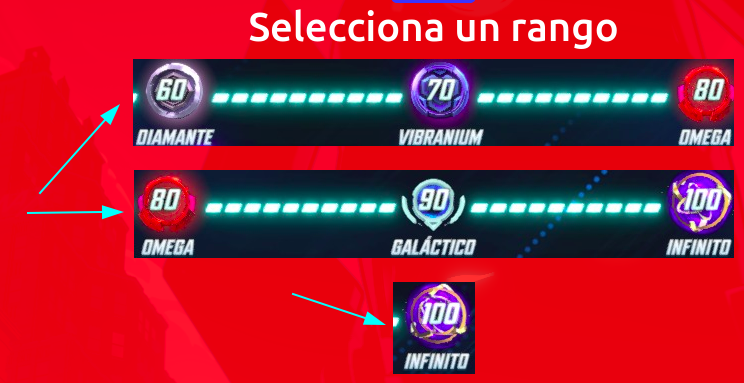 Selecciona un rango
60 70 80
DIAMANTE VIBRANIUM OMEGA
80 90 100
OMEGA GALÁCTICO INFINITO
100
INFINITO